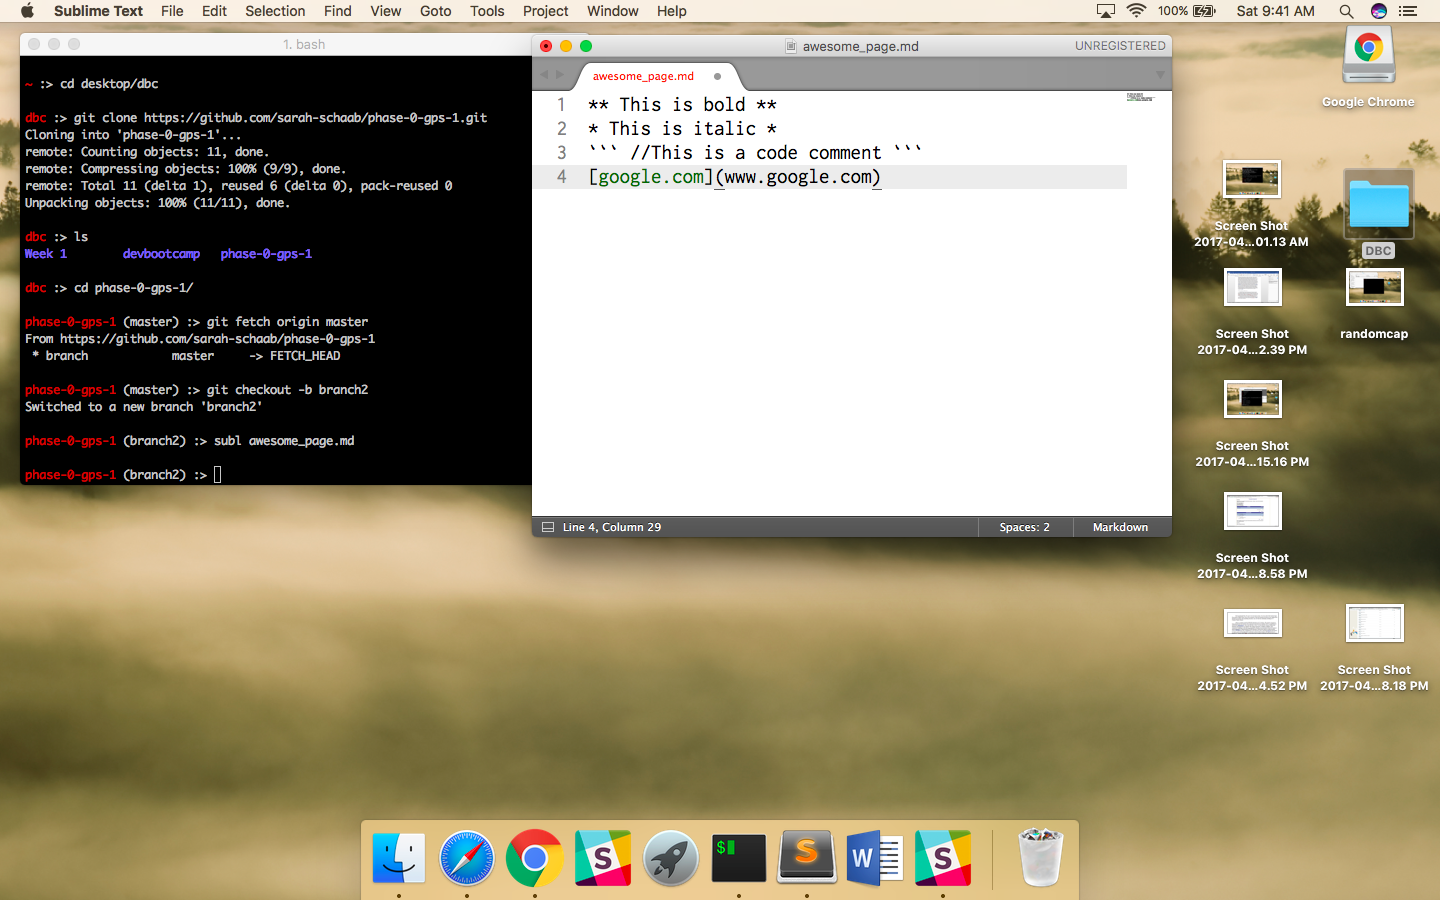 Sublime Text File Edit Selection Find View Goto Tools Project Window Help 100% Sat 9:41 AM
1. bash
~ :> cd desktop/dbc
dbc :> git clone https://github.com/sarah-schaab/phase-0-gps-1.git
Cloning into 'phase-0-gps-1'...
remote: Counting objects: 11, done.
remote: Compressing objects: 100% (9/9), done.
remote: Total 11 (delta 1), reused 6 (delta 0), pack-reused 0
Unpacking objects: 100% (11/11), done.
dbc :> ls
Week 1 devbootcamp phase-0-gps-1
dbc :> cd phase-0-gps-1/
phase-0-gps-1 (master) :> git fetch origin master
From https://github.com/sarah-schaab/phase-0-gps-1
* branch master -> FETCH_HEAD
phase-0-gps-1 (master) :> git checkout -b branch2
Switched to a new branch 'branch2'
phase-0-gps-1 (branch2) :> subl awesome_page.md
phase-0-gps-1 (branch2) :>
awesome_page.md UNREGISTERED
awesome_page.md
1 ** This is bold **
2 * This is italic *
3 ``` //This is a code comment ```
4 [google.com](www.google.com)
Line 4, Column 29 Spaces: 2 Markdown
Google Chrome
Screen Shot
2017-04...01.13 AM
DBC
Screen Shot
2017-04...2.39 PM
randomcap
Screen Shot
2017-04...15.16 PM
Screen Shot
2017-04...8.58 PM
Screen Shot
2017-04...4.52 PM
Screen Shot
2017-04...8.18 PM